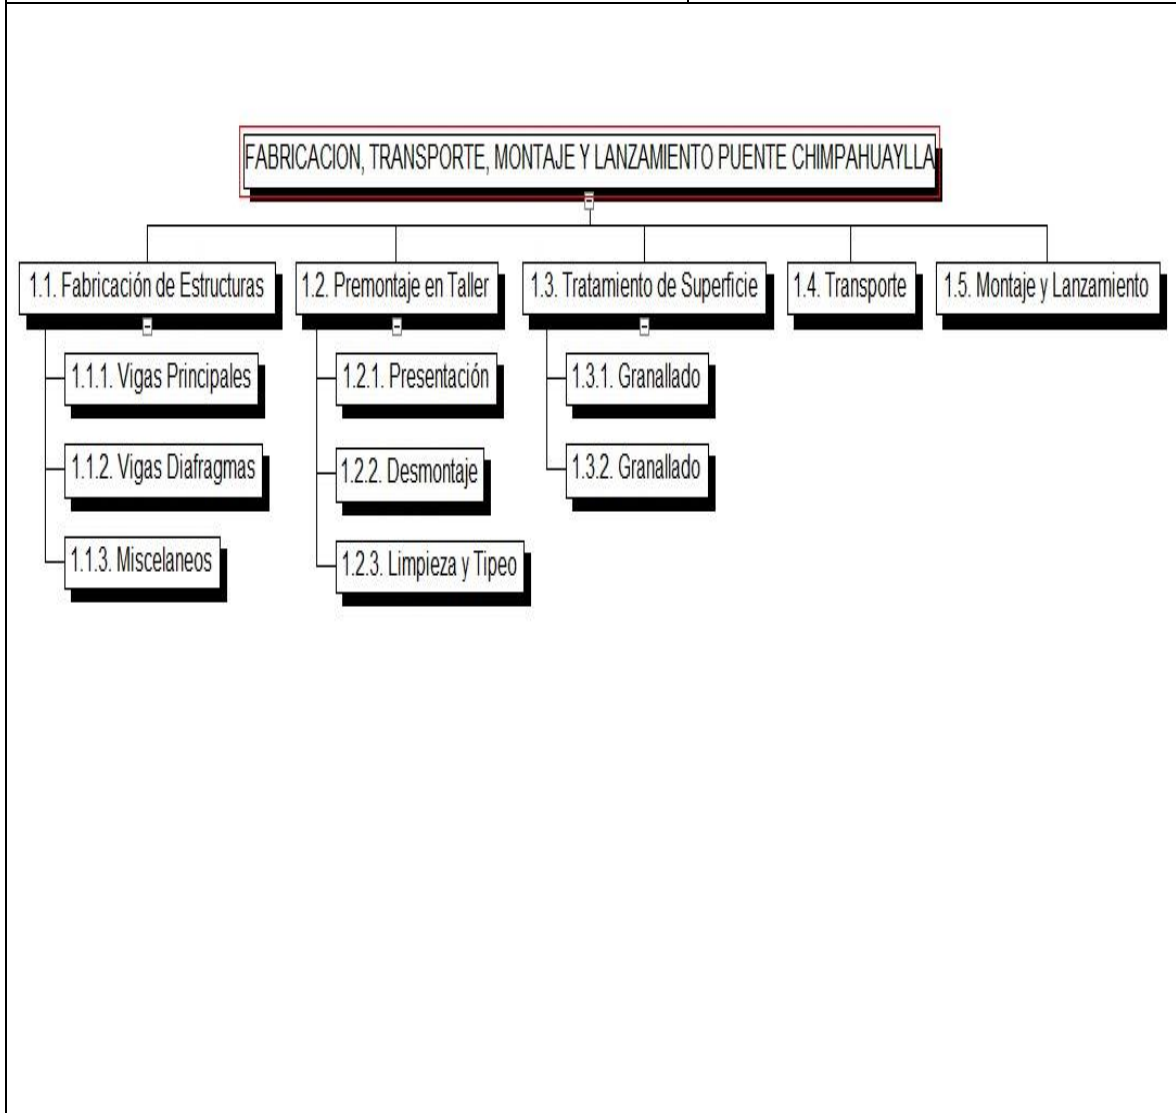 FABRICACION, TRANSPORTE, MONTAJE Y LANZAMIENTO PUENTE CHIMPAHUAYLLA
1.1. Fabricación de Estructuras
1.2. Premontaje en Taller
1.3. Tratamiento de Superficie
1.4. Transporte
1.5. Montaje y Lanzamiento
1.1.1. Vigas Principales
1.2.1. Presentación
1.3.1. Granallado
1.1.2. Vigas Diafragmas
1.2.2. Desmontaje
1.3.2. Granallado
1.1.3. Miscelaneos
1.2.3. Limpieza y Tipeo